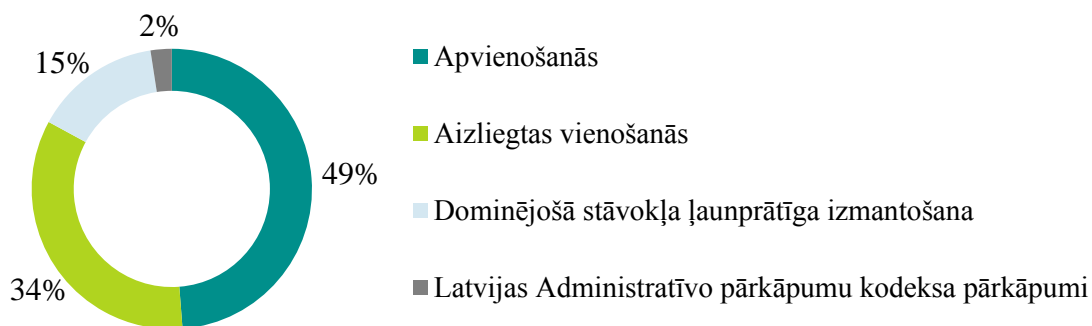 2%
15%
49%
34%
Apvienošanās
Aizliegtas vienošanās
Dominējošā stāvokļa ļaunprātīga izmantošana
Latvijas Administratīvo pārkāpumu kodeksa pārkāpumi